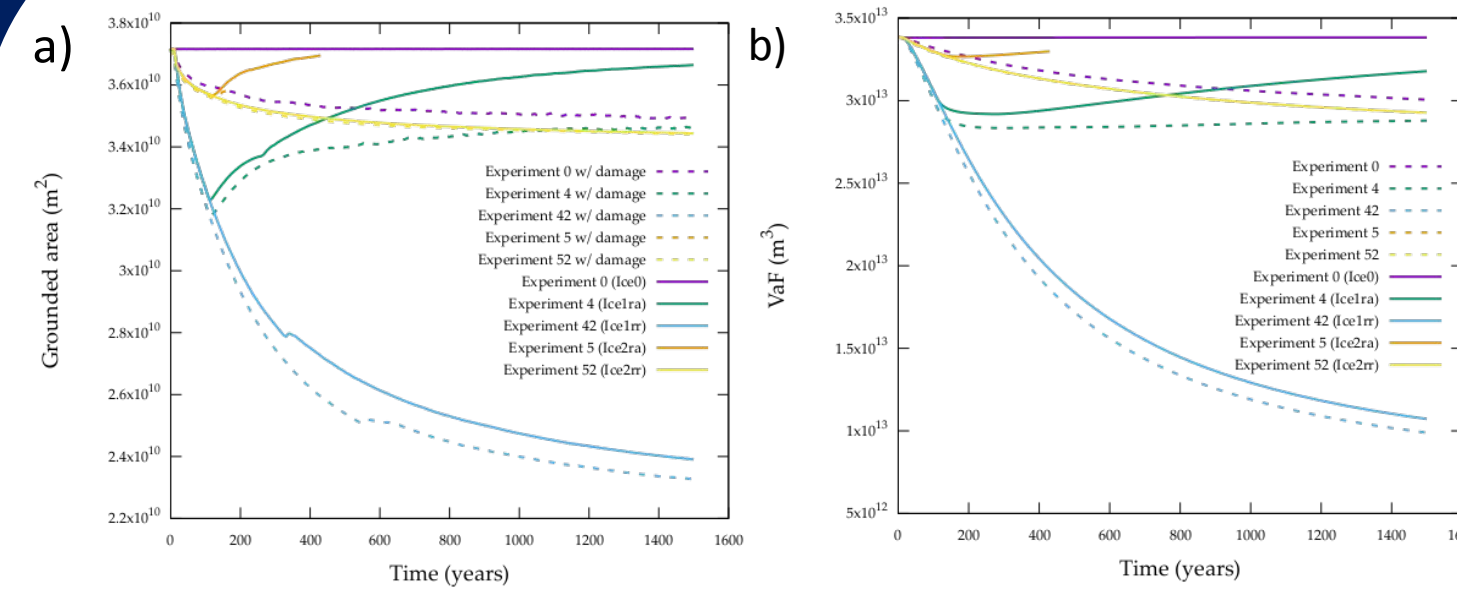 a)
3.8x10^10
3.6x10^10
3.4x10^10
3.2x10^10
3x10^10
2.8x10^10
2.6x10^10
2.4x10^10
2.2x10^10
Grounded area (m^2)
Experiment 0 w/ damage
Experiment 4 w/ damage
Experiment 42 w/ damage
Experiment 5 w/ damage
Experiment 52 w/ damage
Experiment 0 (Ice0)
Experiment 4 (Ice1ra)
Experiment 42 (Ice1rr)
Experiment 5 (Ice2ra)
Experiment 52 (Ice2rr)
0 200 400 600 800 1000 1200 1400 1600
Time (years)
b)
3.5x10^13
3x10^13
2.5x10^13
2x10^13
1.5x10^13
1x10^13
5x10^12
VaF (m^3)
Experiment 0
Experiment 4
Experiment 42
Experiment 5
Experiment 52
Experiment 0 (Ice0)
Experiment 4 (Ice1ra)
Experiment 42 (Ice1rr)
Experiment 5 (Ice2ra)
Experiment 52 (Ice2rr)
0 200 400 600 800 1000 1200 1400
Time (years)